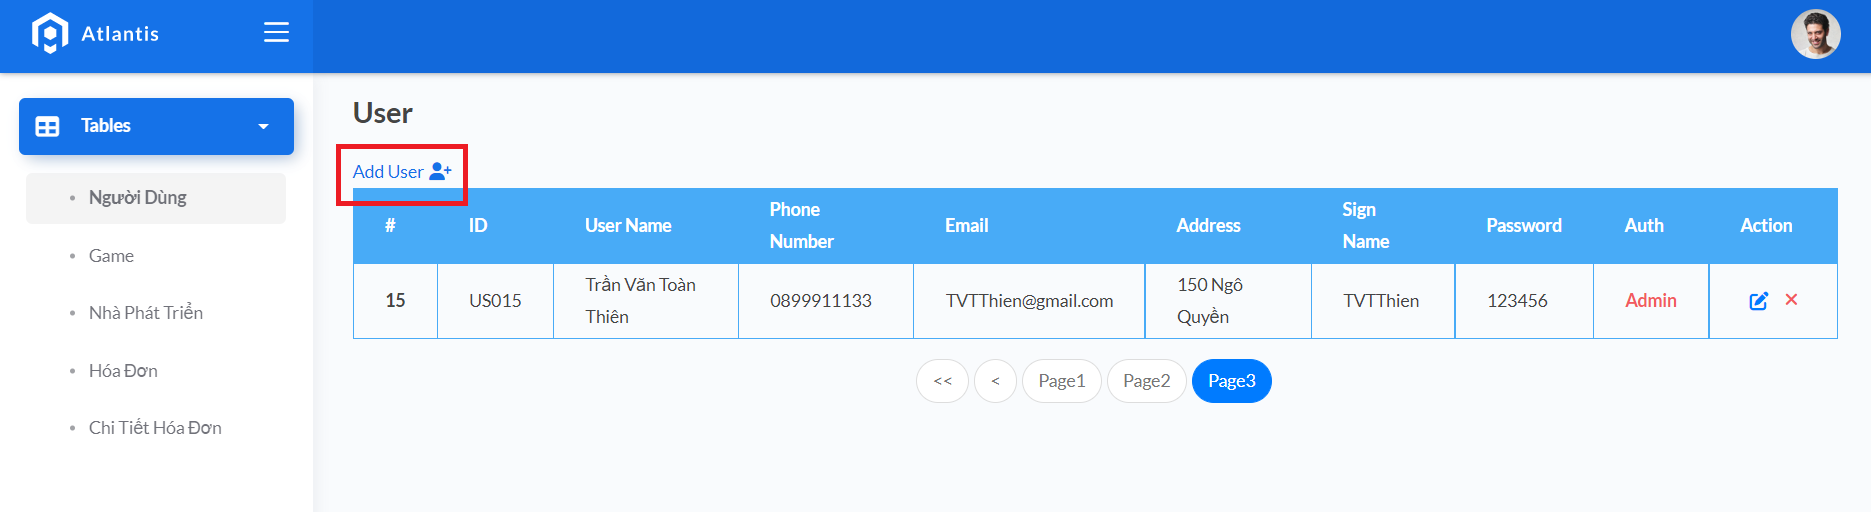 Atlantis
Tables
Người Dùng
Game
Nhà Phát Triển
Hóa Đơn
Chi Tiết Hóa Đơn
User
Add User
# ID User Name Phone Number Email Address Sign Name Password Auth Action
15 US015 Trần Văn Toàn Thiên 0899911133 TVTThien@gmail.com 150 Ngô Quyền TVTThien 123456 Admin
<< < Page1 Page2 Page3